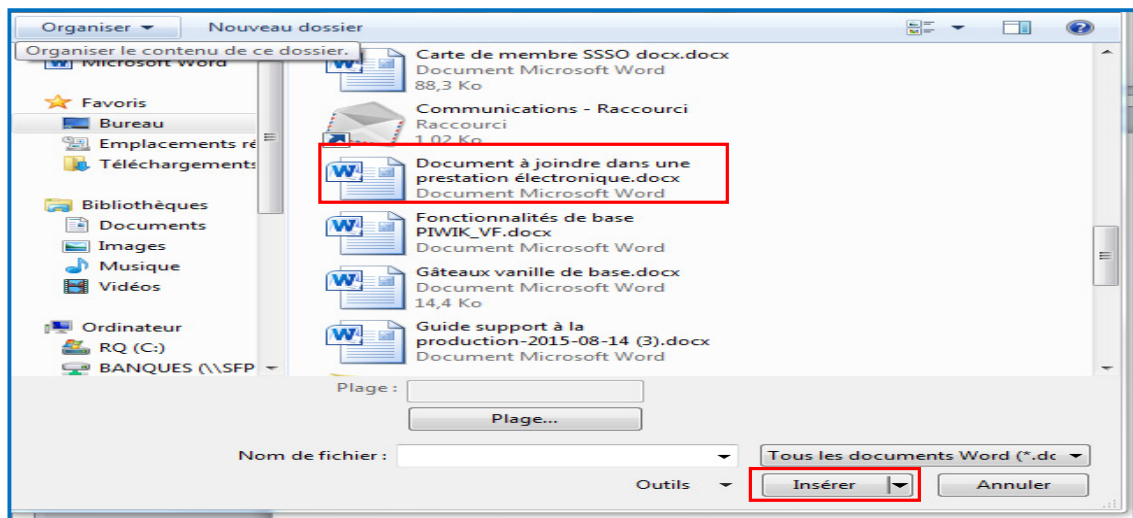 Organiser Nouveau dossier
Organiser le contenu de ce dossier.
Microsoft Word
Favoris
Bureau
Emplacements ré
Téléchargements
Bibliothèques
Documents
Images
Musique
Vidéos
Ordinateur
RQ (C:)
BANQUES (\\SFP
Carte de membre SSSO docx.docx
Document Microsoft Word
88,3 Ko
Communications - Raccourci
Raccourci
1,02 Ko
Document à joindre dans une
prestation électronique.docx
Document Microsoft Word
Fonctionnalités de base
PIWIK_VF.docx
Document Microsoft Word
Gâteaux vanille de base.docx
Document Microsoft Word
14,4 Ko
Guide support à la
production-2015-08-14 (3).docx
Document Microsoft Word
Plage :
Plage...
Nom de fichier : Tous les documents Word (*.dc
Outils Insérer Annuler